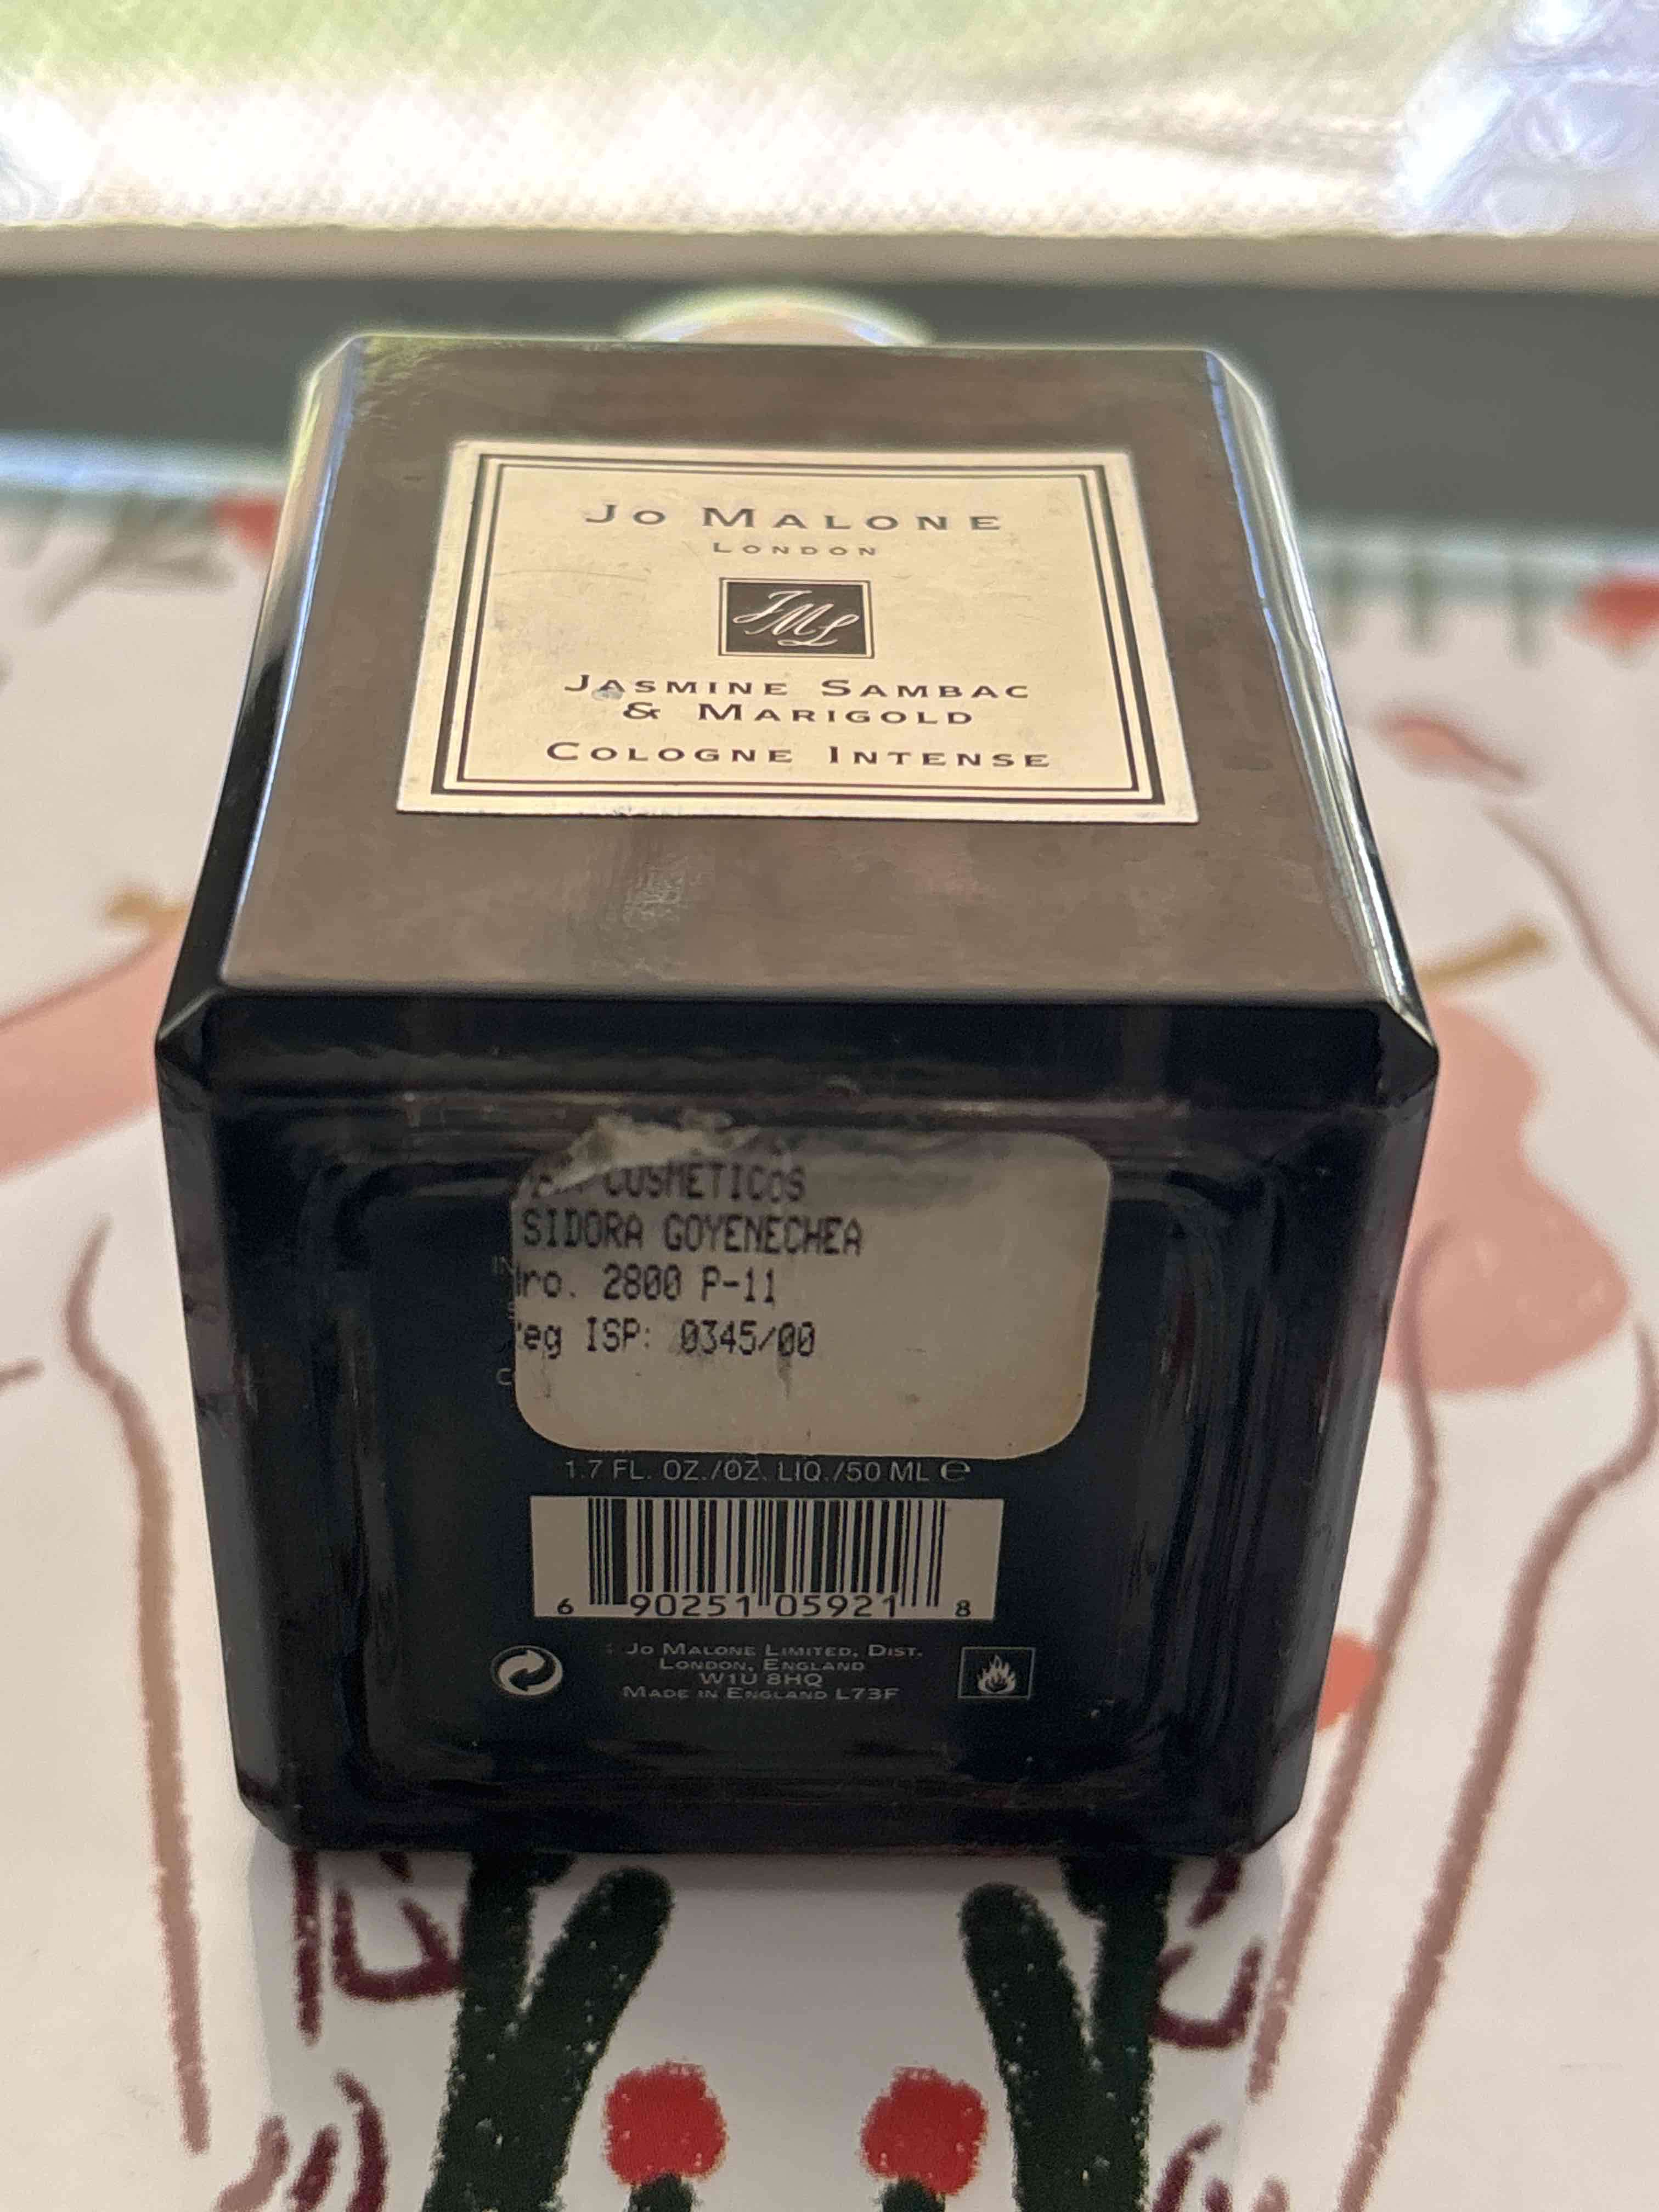 JO MALONE
LONDON
JML
JASMINE SAMBAC
& MARIGOLD
COLOGNE INTENSE
COSMETICOS
SIDORA GOYENECHEA
ro. 2800 P-11
eg ISP: 0345/00
1.7 FL. OZ./OZ. LIQ./50 ML ℮
6 90251 05921 8
JO MALONE LIMITED, DIST.
LONDON, ENGLAND
W1U 8HQ
MADE IN ENGLAND L73F